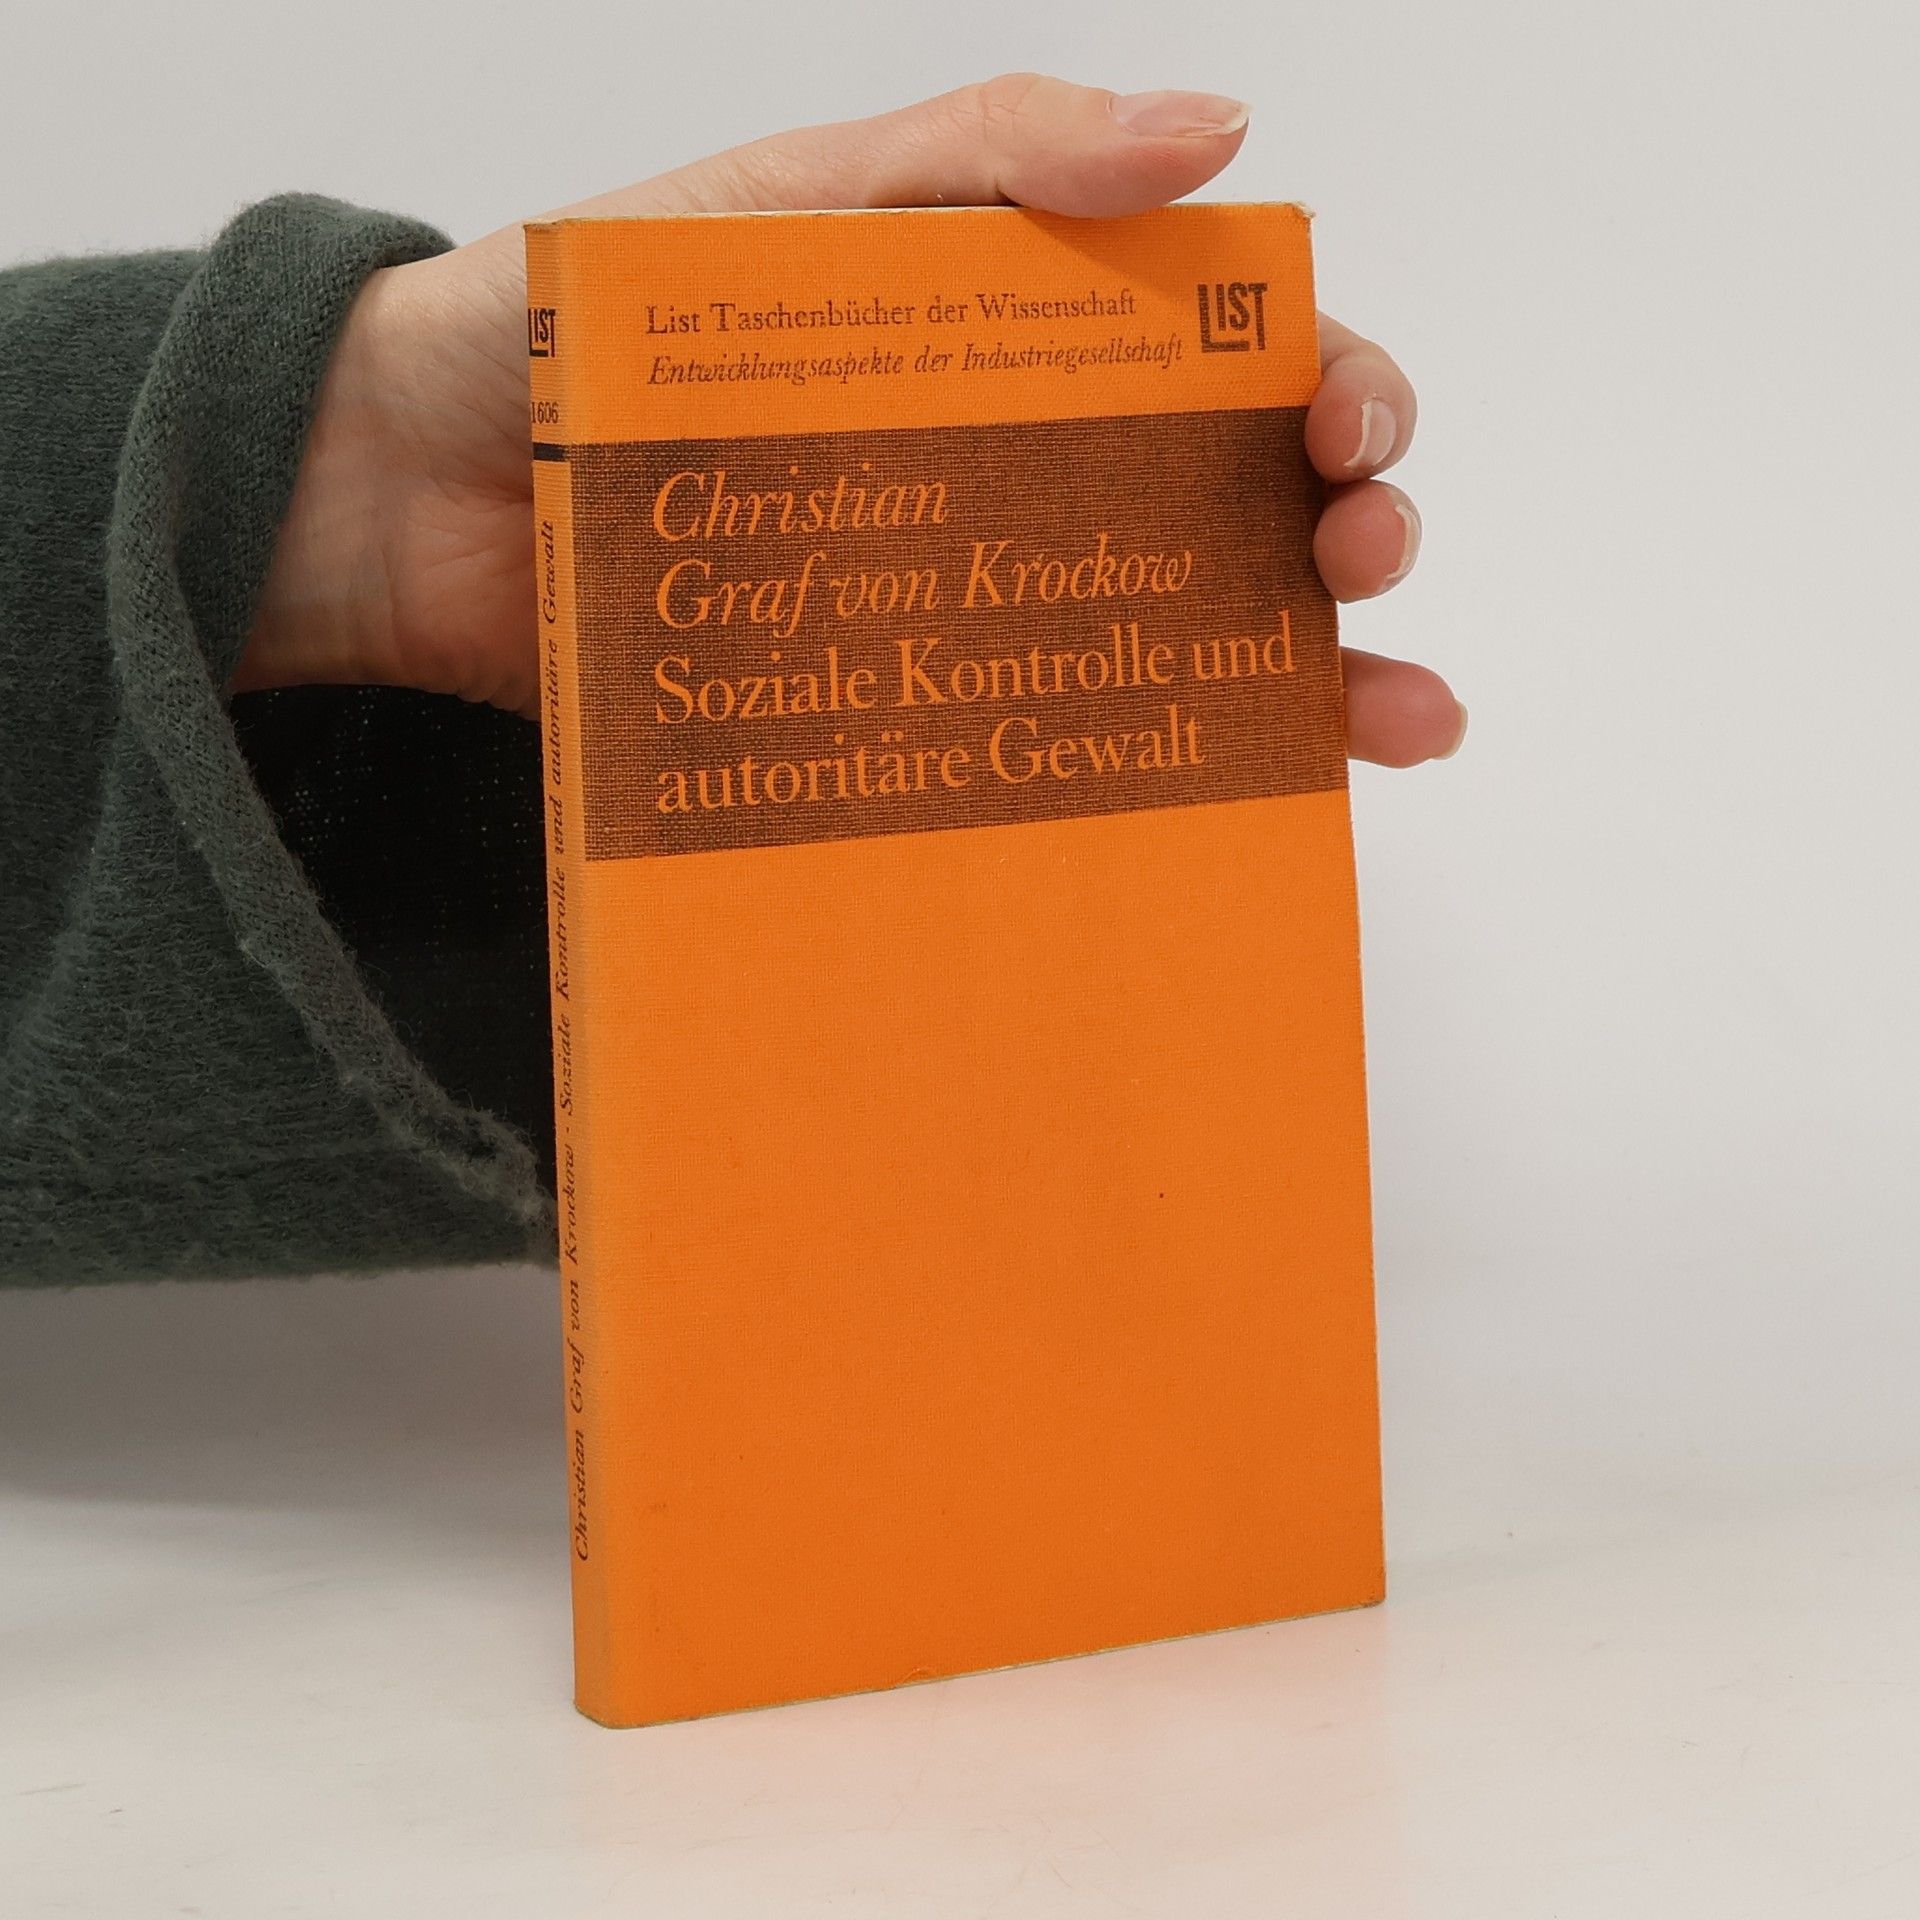 List Taschenbücher der Wissenschaft
Entwicklungsaspekte der Industriegesellschaft
LIST
Christian
Graf von Krockow
Soziale Kontrolle und
autoritäre Gewalt
LIST
1606
Christian Graf von Krockow · Soziale Kontrolle und autoritäre Gewalt